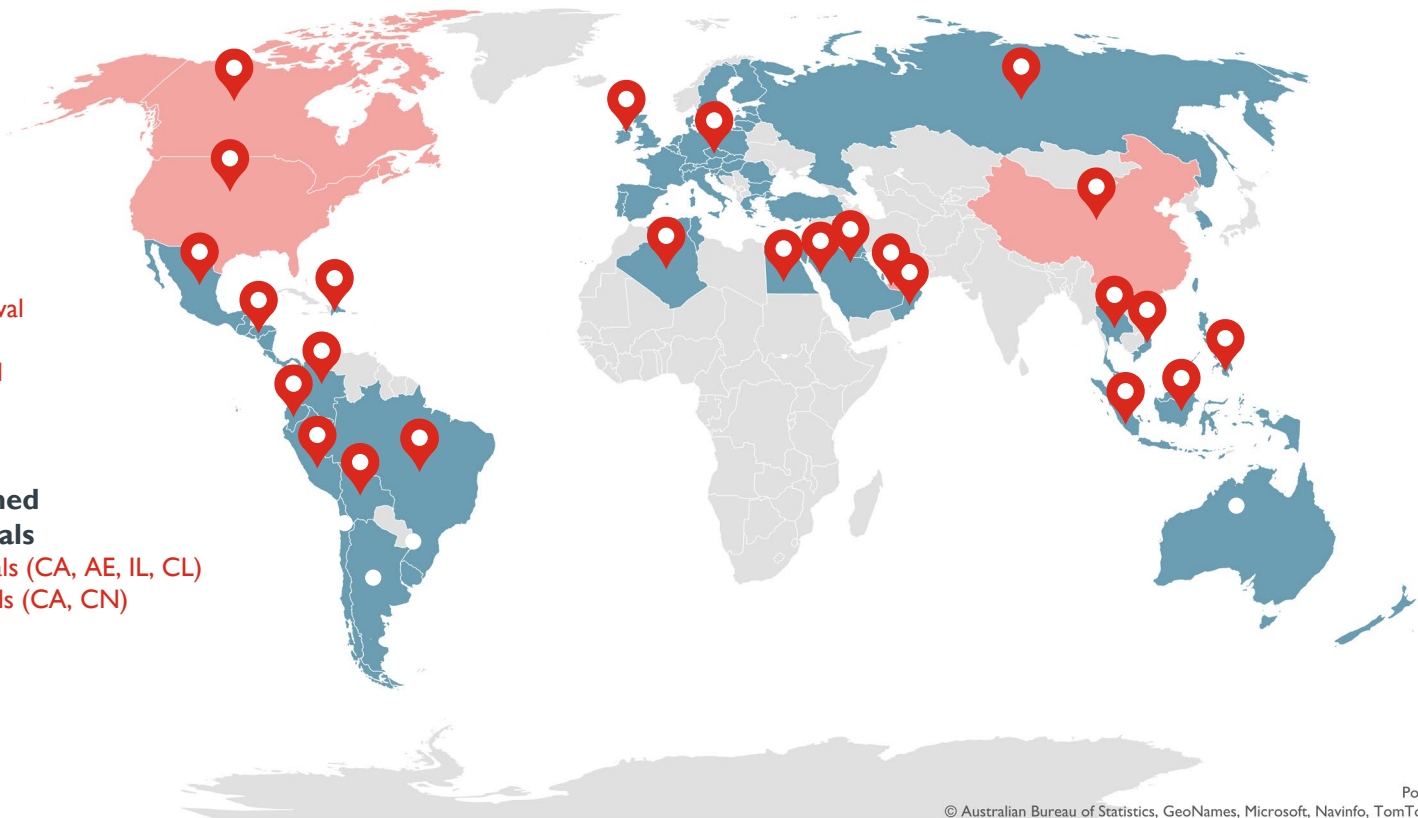 val
l
ned
als
als (CA, AE, IL, CL)
ls (CA, CN)
Po
© Australian Bureau of Statistics, GeoNames, Microsoft, Navinfo, TomTo